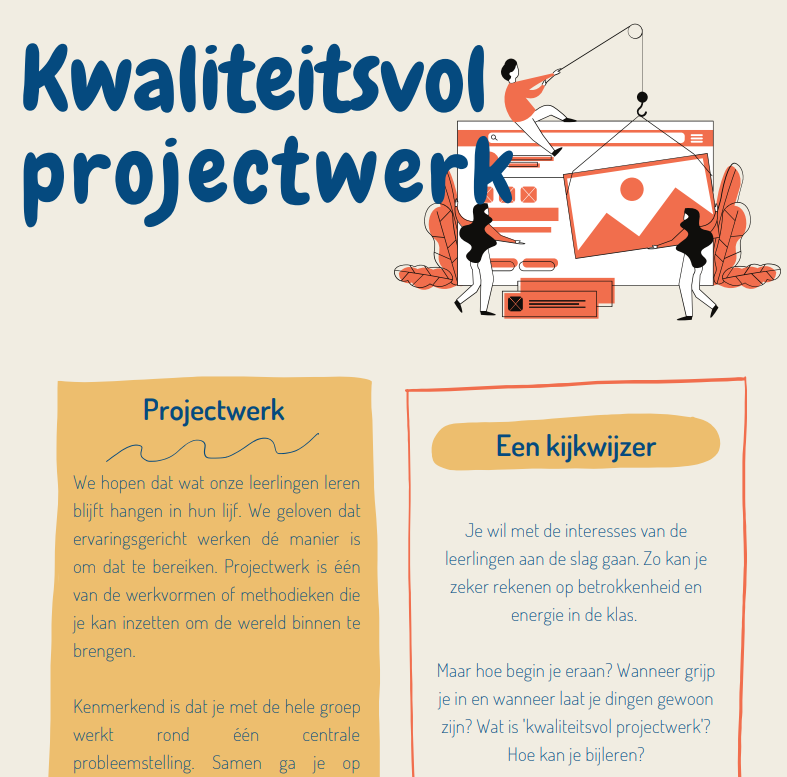 Kwaliteitsvol
projectwerk
Projectwerk
We hopen dat wat onze leerlingen leren
blijft hangen in hun lijf. We geloven dat
ervaringsgericht werken dé manier is
om dat te bereiken. Projectwerk is één
van de werkvormen of methodieken die
je kan inzetten om de wereld binnen te
brengen.
Kenmerkend is dat je met de hele groep
werkt rond één centrale
probleemstelling. Samen ga je op
Een kijkwijzer
Je wil met de interesses van de
leerlingen aan de slag gaan. Zo kan je
zeker rekenen op betrokkenheid en
energie in de klas.
Maar hoe begin je eraan? Wanneer grijp
je in en wanneer laat je dingen gewoon
zijn? Wat is 'kwaliteitsvol projectwerk'?
Hoe kan je bijleren?